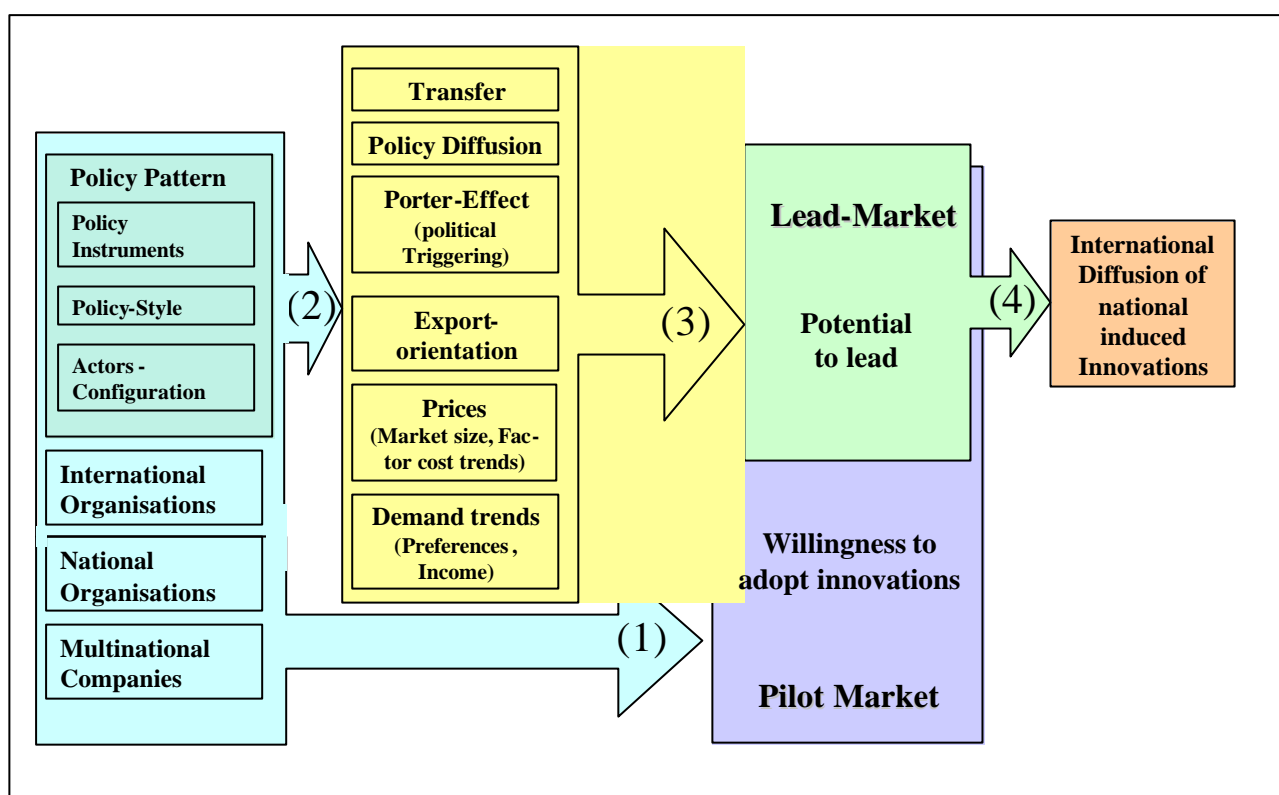 Policy Pattern
Policy
Instruments
Policy-Style
Actors -
Configuration
International
Organisations
National
Organisations
Multinational
Companies
(2)
Transfer
Policy Diffusion
Porter-Effect
(political
Triggering)
Export-
orientation
Prices
(Market size, Fac-
tor cost trends)
Demand trends
(Preferences ,
Income)
(1)
(3)
Lead-Market
Potential
to lead
Willingness to
adopt innovations
Pilot Market
(4)
International
Diffusion of
national
induced
Innovations